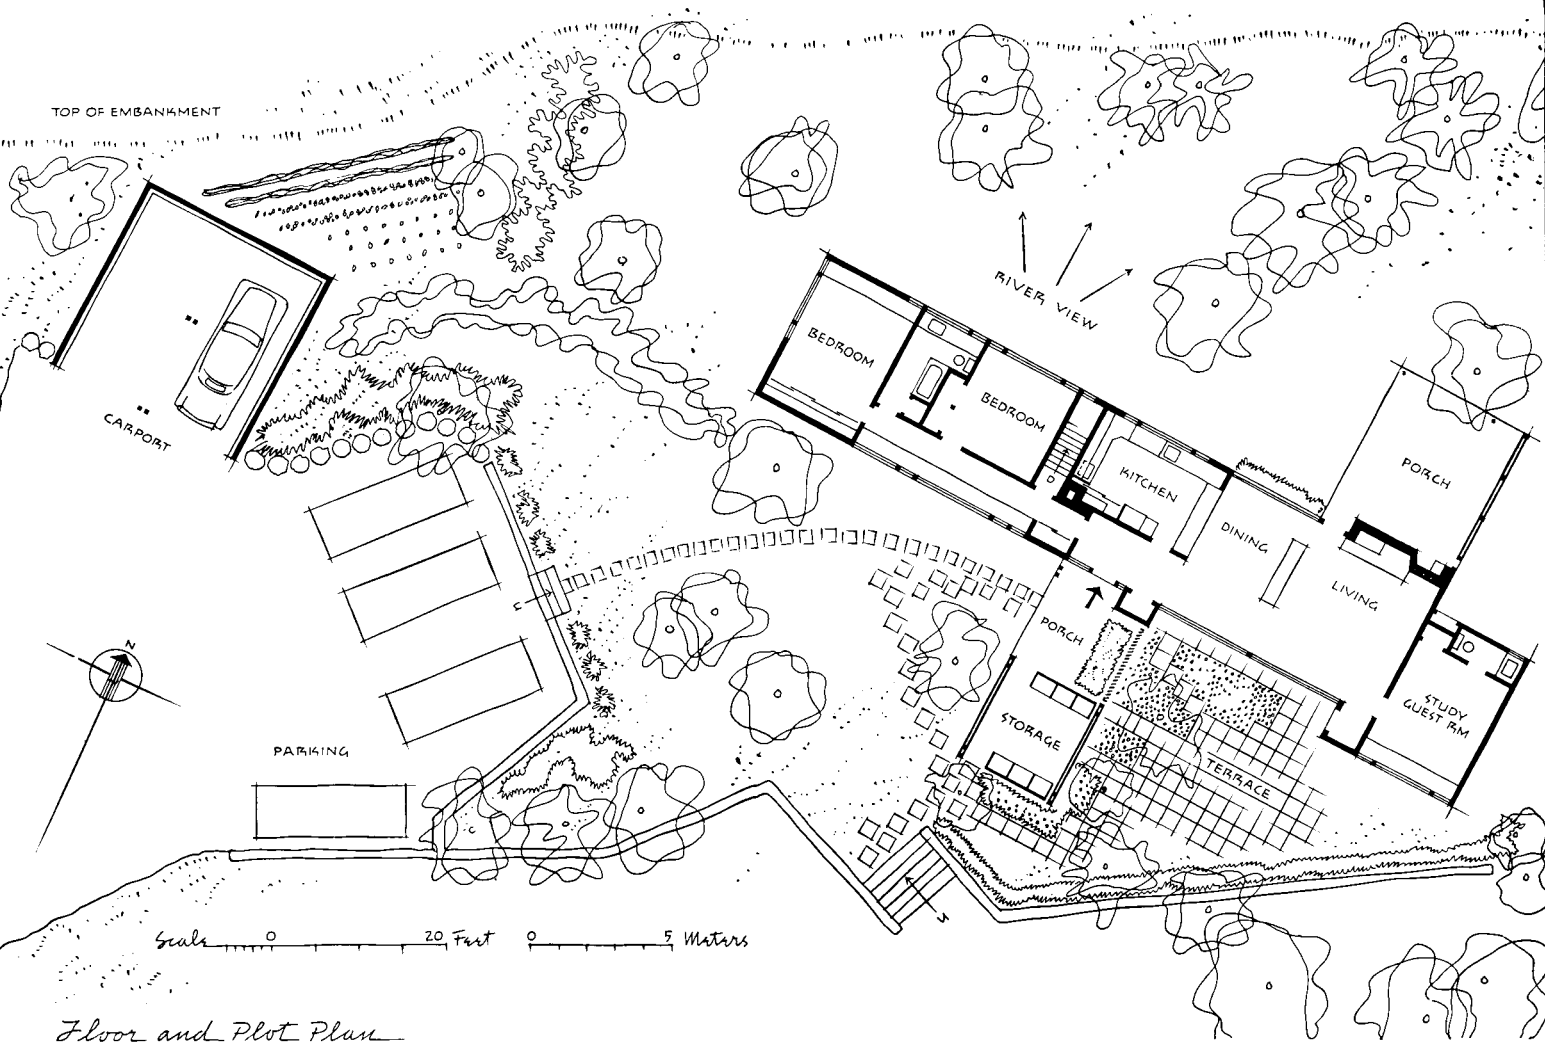 TOP OF EMBANKMENT
RIVER VIEW
BEDROOM
BEDROOM
KITCHEN
DINING
LIVING
PORCH
CARPORT
PORCH
STORAGE
TERRACE
STUDY
GUEST RM
N
PARKING
Scale 0 20 Feet 0 5 Meters
Floor and Plot Plan